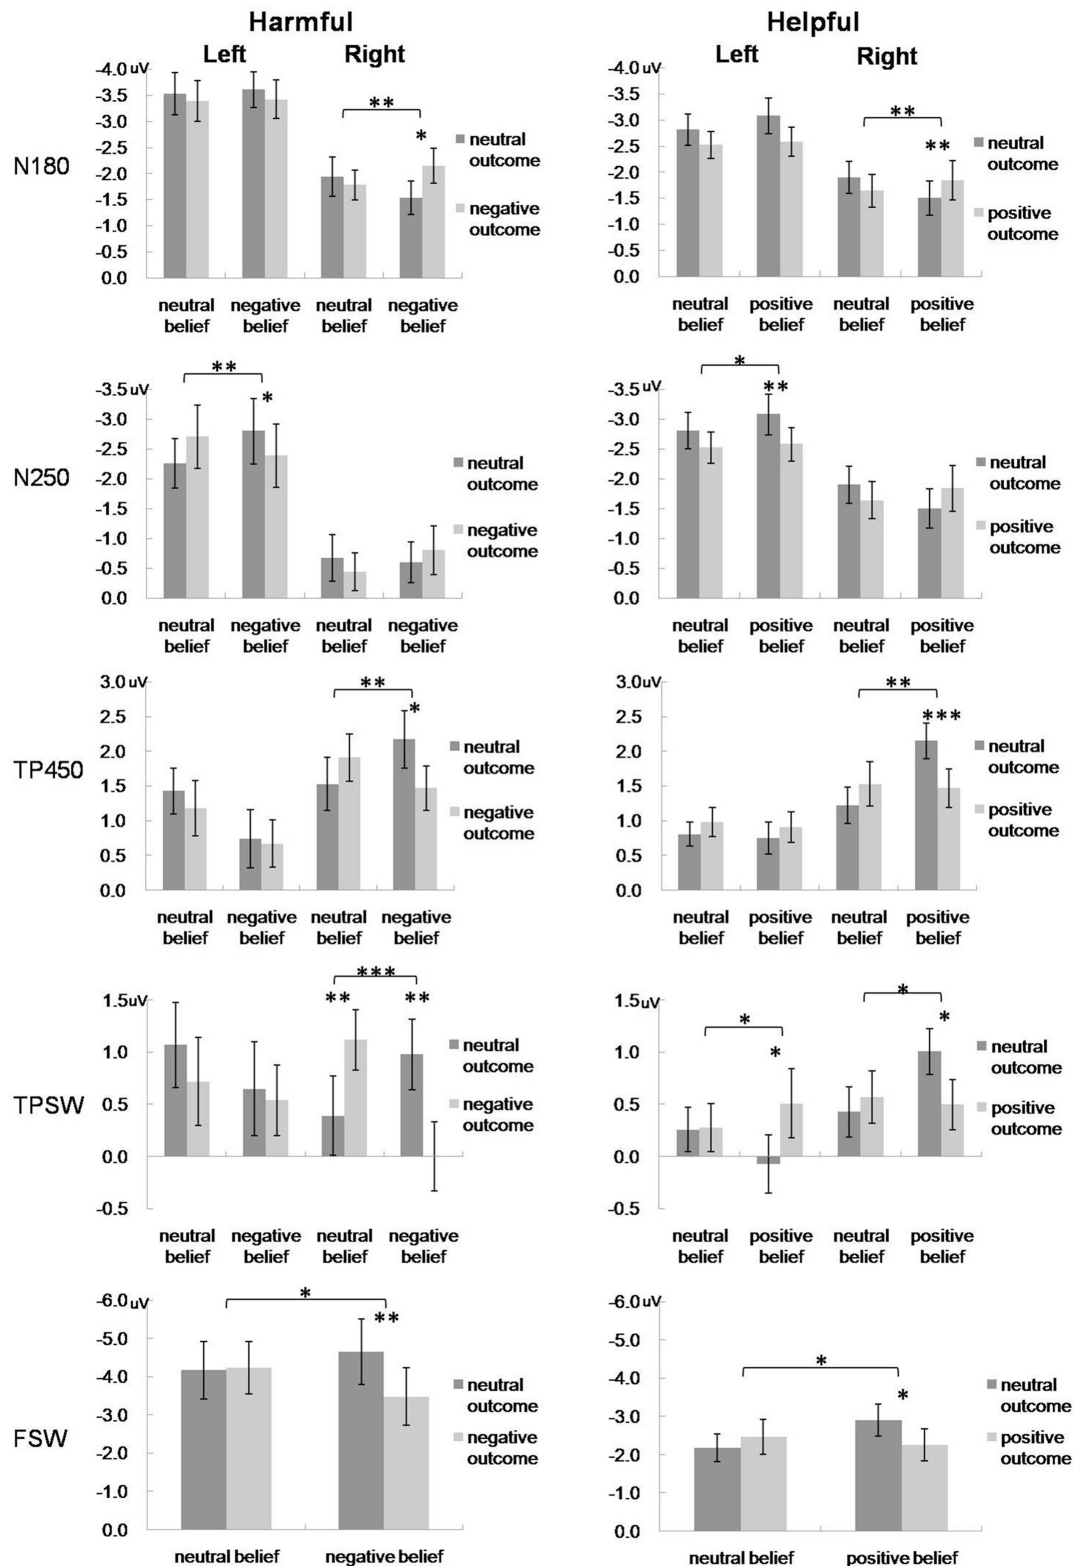 Harmful
Helpful
Left Right
Left Right
N180
-4.0 uV
-3.5
-3.0
-2.5
-2.0
-1.5
-1.0
-0.5
0.0
**
*
neutral outcome
negative outcome
neutral belief
negative belief
neutral belief
negative belief
-4.0 uV
-3.5
-3.0
-2.5
-2.0
-1.5
-1.0
-0.5
0.0
**
**
neutral outcome
positive outcome
neutral belief
positive belief
neutral belief
positive belief
N250
-3.5 uV
-3.0
-2.5
-2.0
-1.5
-1.0
-0.5
0.0
**
*
neutral outcome
negative outcome
neutral belief
negative belief
neutral belief
negative belief
-3.5 uV
-3.0
-2.5
-2.0
-1.5
-1.0
-0.5
0.0
*
**
neutral outcome
positive outcome
neutral belief
positive belief
neutral belief
positive belief
TP450
3.0 uV
2.5
2.0
1.5
1.0
0.5
0.0
**
*
neutral outcome
negative outcome
neutral belief
negative belief
neutral belief
negative belief
3.0 uV
2.5
2.0
1.5
1.0
0.5
0.0
**
***
neutral outcome
positive outcome
neutral belief
positive belief
neutral belief
positive belief
TPSW
1.5 uV
1.0
0.5
0.0
-0.5
***
**
**
neutral outcome
negative outcome
neutral belief
negative belief
neutral belief
negative belief
1.5 uV
1.0
0.5
0.0
-0.5
*
*
*
*
neutral outcome
positive outcome
neutral belief
positive belief
neutral belief
positive belief
FSW
-6.0 uV
-5.0
-4.0
-3.0
-2.0
-1.0
0.0
*
**
neutral outcome
negative outcome
neutral belief
negative belief
-6.0 uV
-5.0
-4.0
-3.0
-2.0
-1.0
0.0
*
*
neutral outcome
positive outcome
neutral belief
positive belief